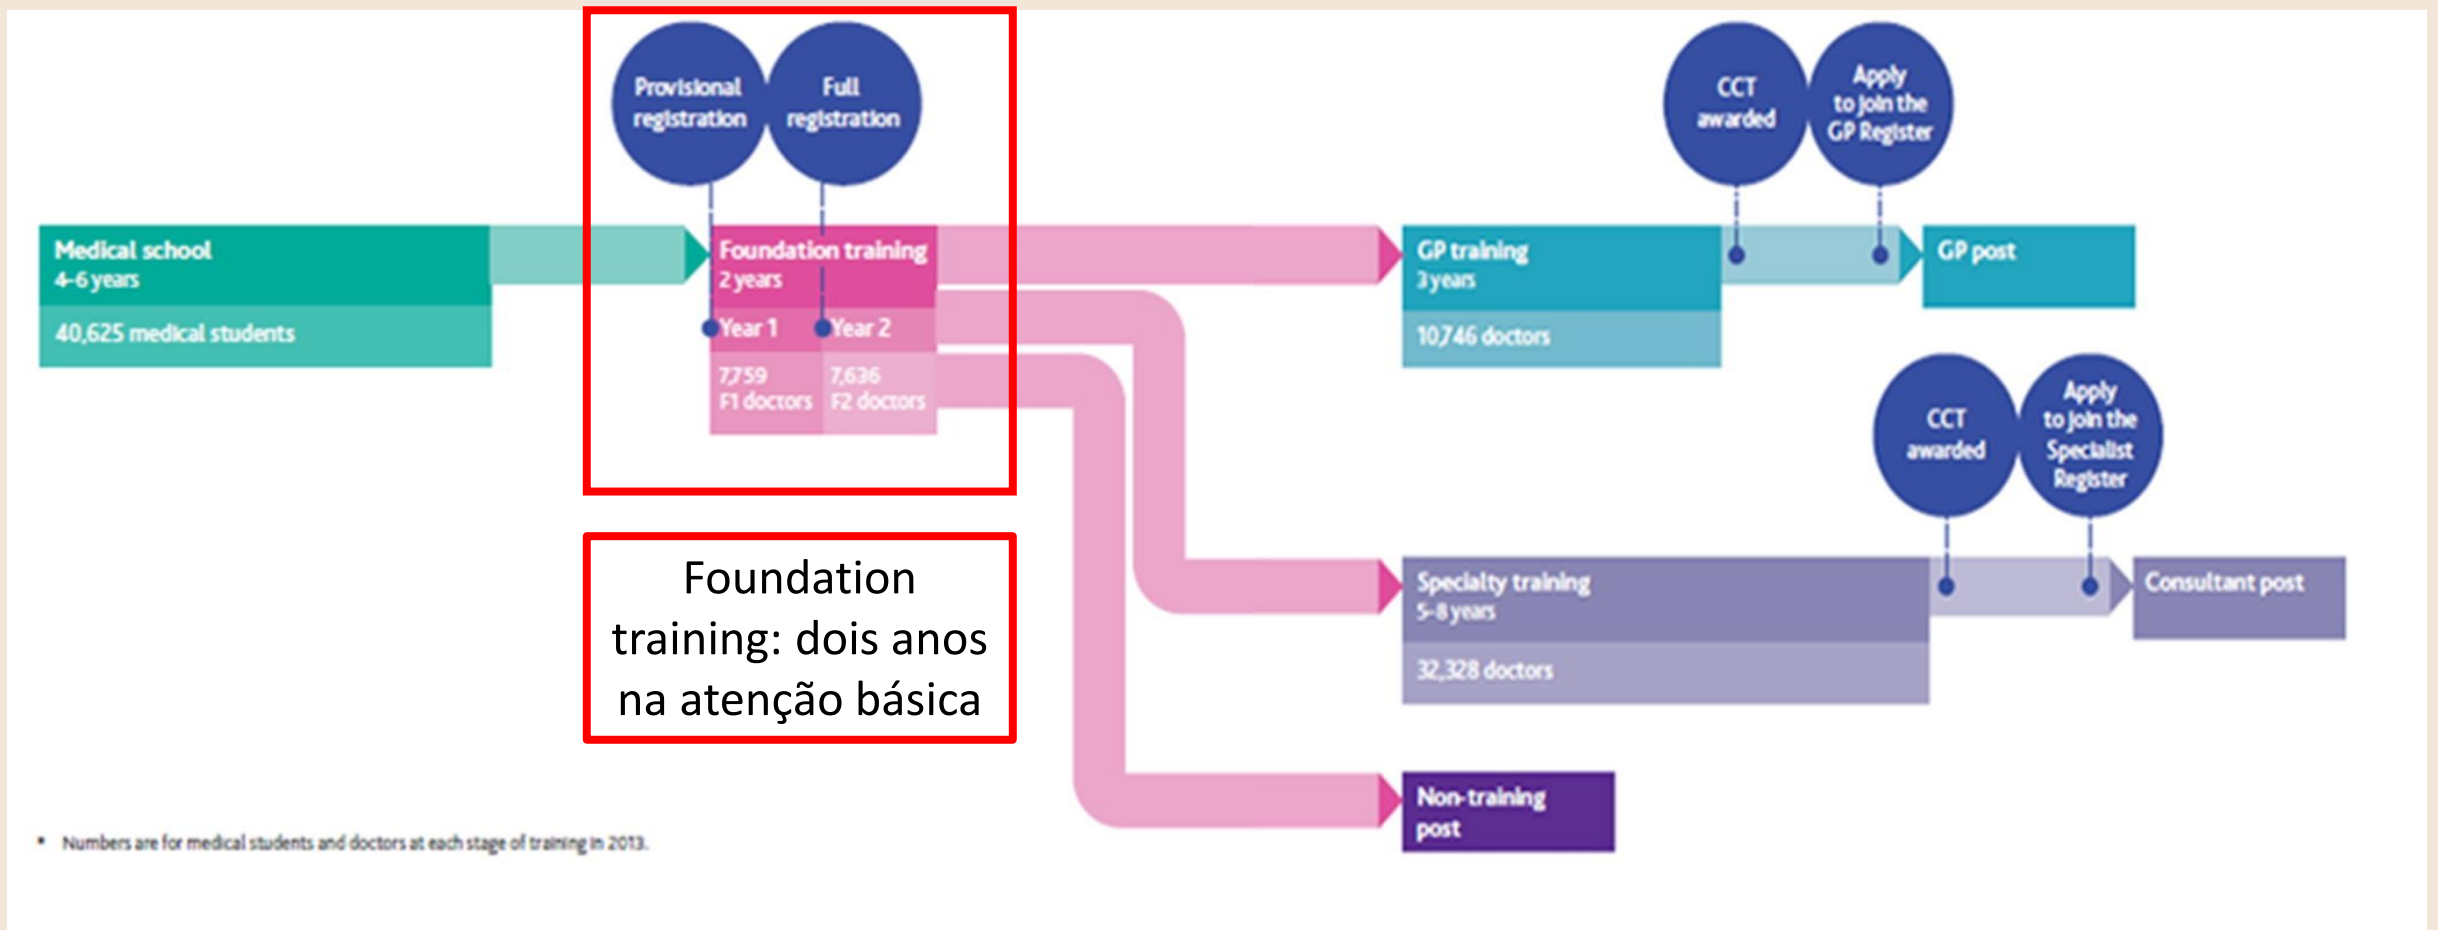 Provisional
registration
Full
registration
CCT
awarded
Apply
to join the
GP Register
Medical school
4–6 years
40,625 medical students
Foundation training
2 years
Year 1
Year 2
7,759
F1 doctors
7,636
F2 doctors
GP training
3 years
10,746 doctors
GP post
CCT
awarded
Apply
to join the
Specialist
Register
Foundation
training: dois anos
na atenção básica
Specialty training
5–8 years
32,328 doctors
Consultant post
Non-training
post
* Numbers are for medical students and doctors at each stage of training in 2013.